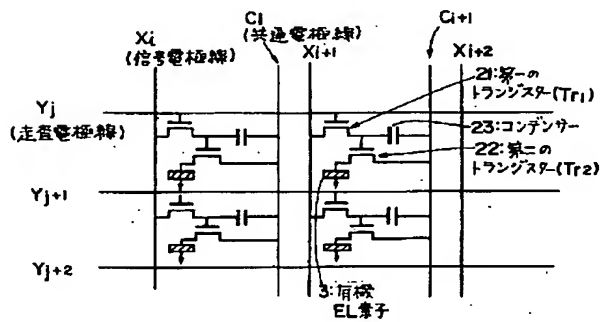 Xi
(信号電極線)
Ci
(共通電極線)
Xi+1
Ci+1
Xi+2
Yj
(走査電極線)
21:第一の
トランジスター(Tr1)
23:コンデンサー
22:第二の
トランジスター(Tr2)
Yj+1
Yj+2
3:有機
EL素子